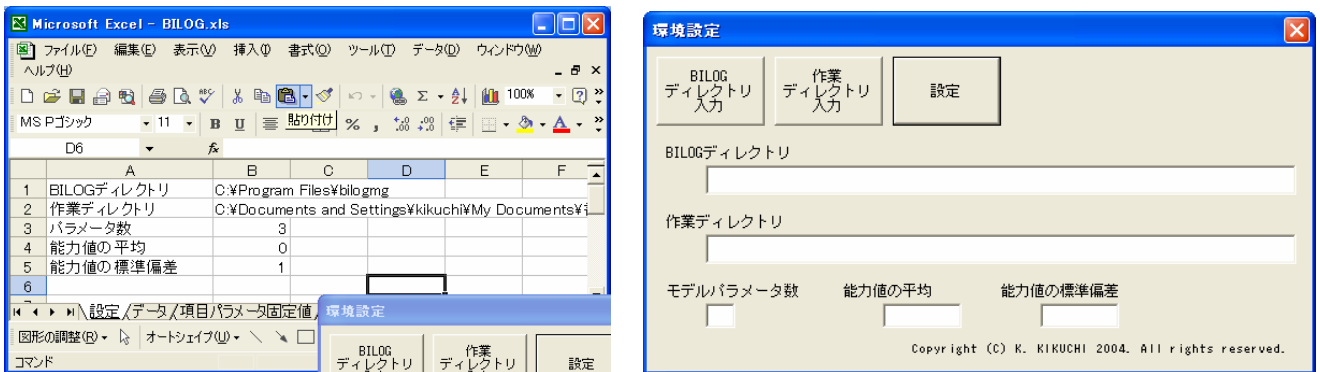 Microsoft Excel - BILOG.xls
ファイル(F) 編集(E) 表示(V) 挿入(I) 書式(O) ツール(T) データ(D) ウィンドウ(W)
ヘルプ(H)
100%
MS Pゴシック 11 B U 貼り付け % ,
D6 fx
A B C D E F
1 BILOGディレクトリ C:¥Program Files¥bilogmg
2 作業ディレクトリ C:¥Documents and Settings¥kikuchi¥My Documents¥
3 パラメータ数 3
4 能力値の平均 0
5 能力値の標準偏差 1
6
設定 データ 項目パラメータ固定値
図形の調整(R) オートシェイプ(U)
コマンド
環境設定
BILOG
ディレクトリ
作業
ディレクトリ
設定
環境設定
BILOG
ディレクトリ
入力
作業
ディレクトリ
入力
設定
BILOGディレクトリ
作業ディレクトリ
モデルパラメータ数 能力値の平均 能力値の標準偏差
Copyright (C) K. KIKUCHI 2004. All rights reserved.